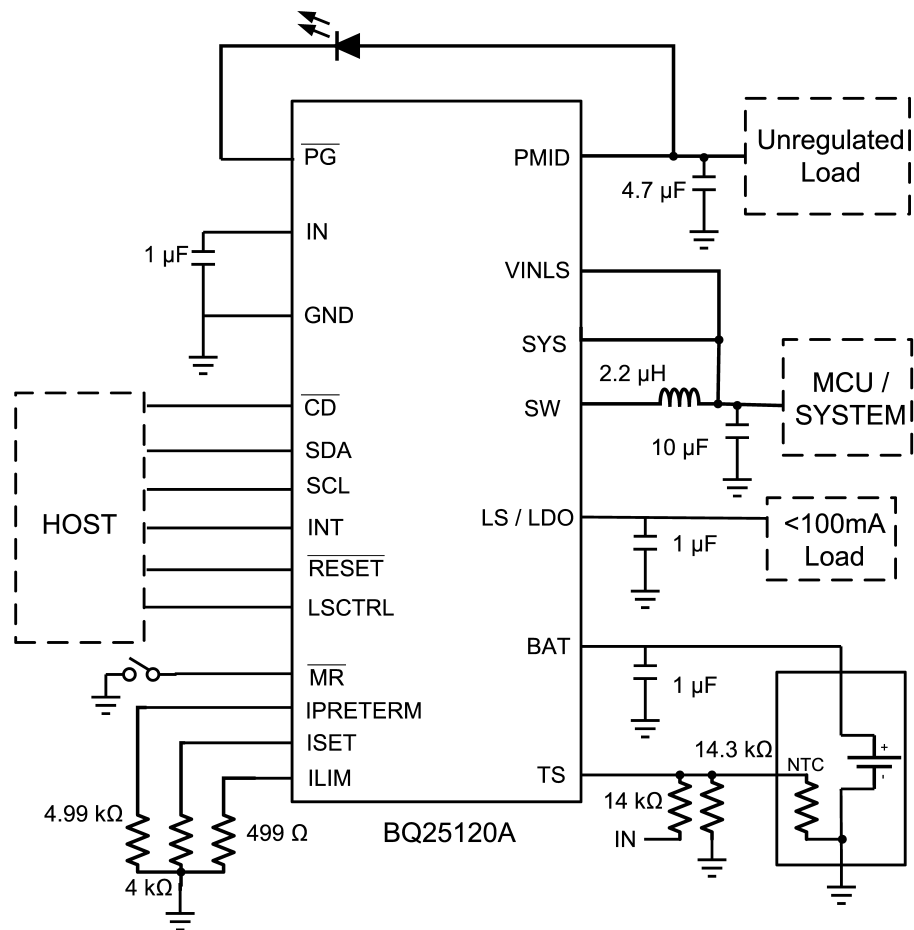 PG
PMID
Unregulated
Load
4.7 µF
IN
1 µF
GND
VINLS
SYS
2.2 µH
SW
MCU /
SYSTEM
10 µF
HOST
CD
SDA
SCL
INT
RESET
LSCTRL
LS / LDO
<100mA
Load
1 µF
BAT
1 µF
MR
IPRETERM
ISET
ILIM
4.99 kΩ
4 kΩ
499 Ω
TS
14.3 kΩ
14 kΩ
IN
NTC
+
-
BQ25120A